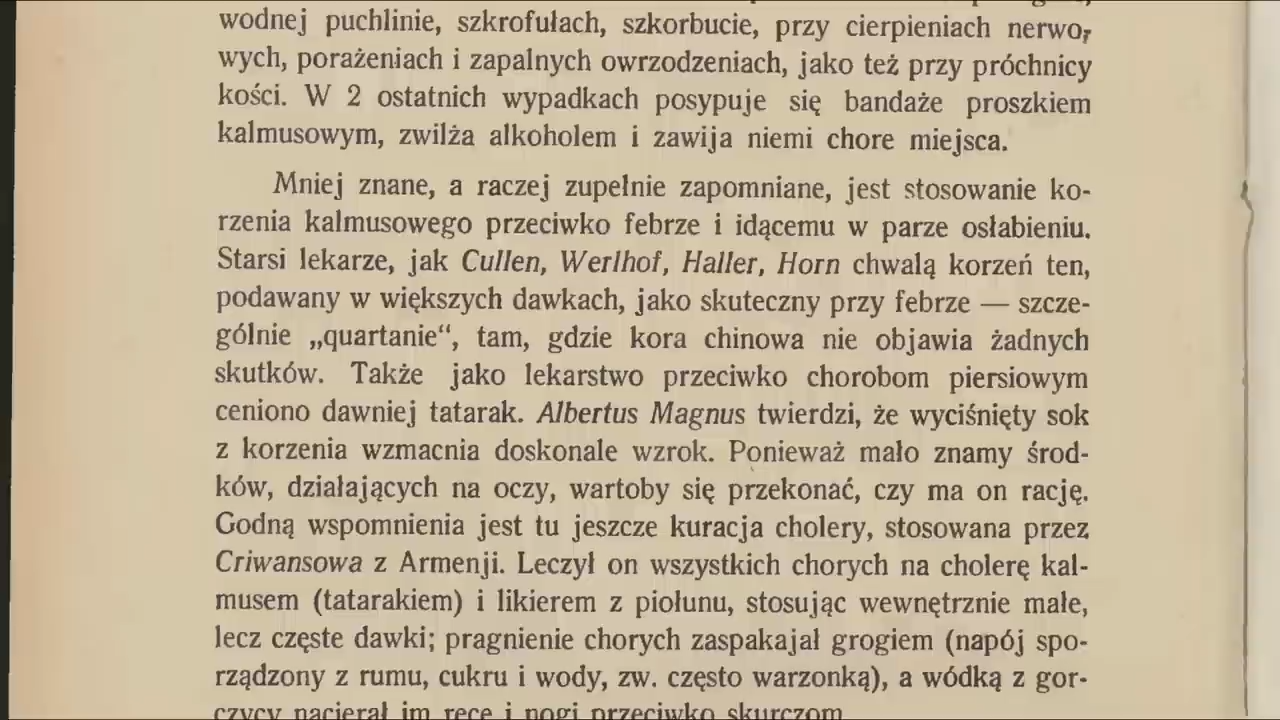 wodnej puchlinie, szkrofułach, szkorbucie, przy cierpieniach nerwo,
wych, porażeniach i zapalnych owrzodzeniach, jako też przy próchnicy
kości. W 2 ostatnich wypadkach posypuje się bandaże proszkiem
kalmusowym, zwilża alkoholem i zawija niemi chore miejsca.
Mniej znane, a raczej zupełnie zapomniane, jest stosowanie ko-
rzenia kalmusowego przeciwko febrze i idącemu w parze osłabieniu.
Starsi lekarze, jak Cullen, Werlhof, Haller, Horn chwalą korzeń ten,
podawany w większych dawkach, jako skuteczny przy febrze — szcze-
gólnie „quartanie“, tam, gdzie kora chinowa nie objawia żadnych
skutków. Także jako lekarstwo przeciwko chorobom piersiowym
ceniono dawniej tatarak. Albertus Magnus twierdzi, że wyciśnięty sok
z korzenia wzmacnia doskonale wzrok. Ponieważ mało znamy środ-
ków, działających na oczy, wartoby się przekonać, czy ma on rację.
Godną wspomnienia jest tu jeszcze kuracja cholery, stosowana przez
Criwansowa z Armenji. Leczył on wszystkich chorych na cholerę kal-
musem (tatarakiem) i likierem z piołunu, stosując wewnętrznie małe,
lecz częste dawki; pragnienie chorych zaspakajał grogiem (napój spo-
rządzony z rumu, cukru i wody, zw. często warzonką), a wódką z gor-
czycy nacierał im ręce i nogi przeciwko skurczom.